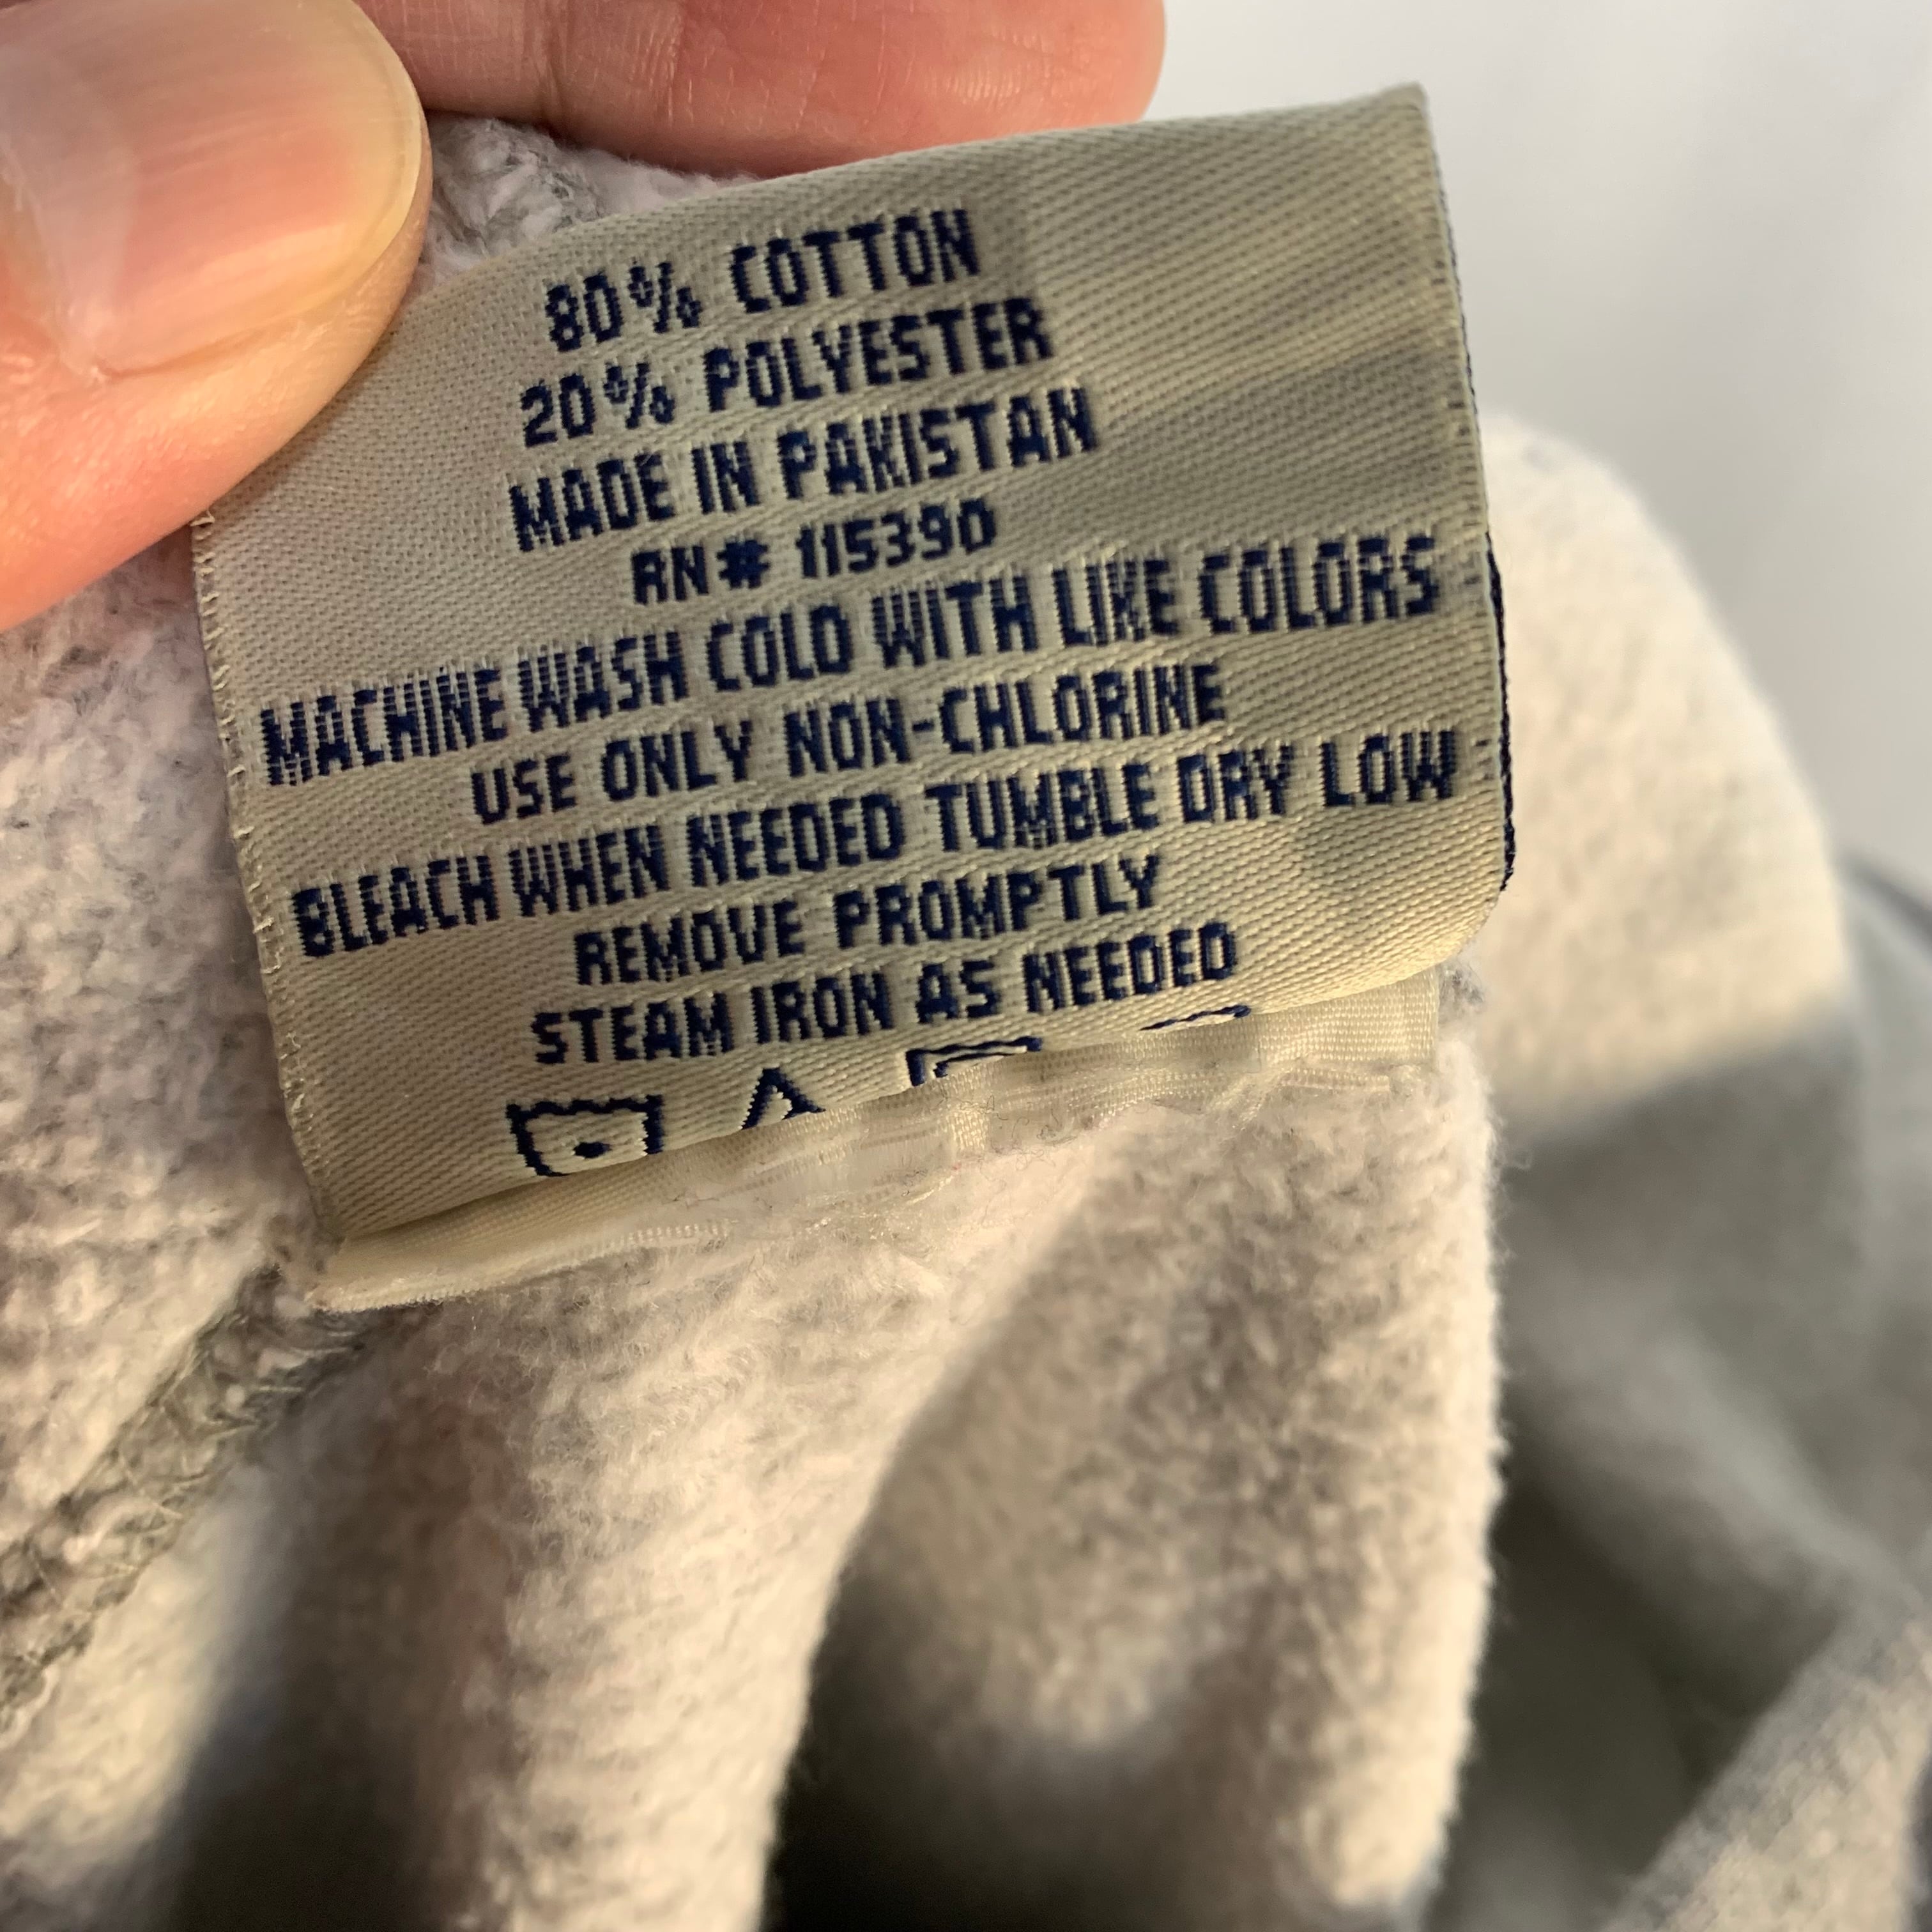 80% COTTON
20% POLYESTER
MADE IN PAKISTAN
RN# 115390
MACHINE WASH COLD WITH LIKE COLORS
USE ONLY NON-CHLORINE
BLEACH WHEN NEEDED TUMBLE DRY LOW
REMOVE PROMPTLY
STEAM IRON AS NEEDED